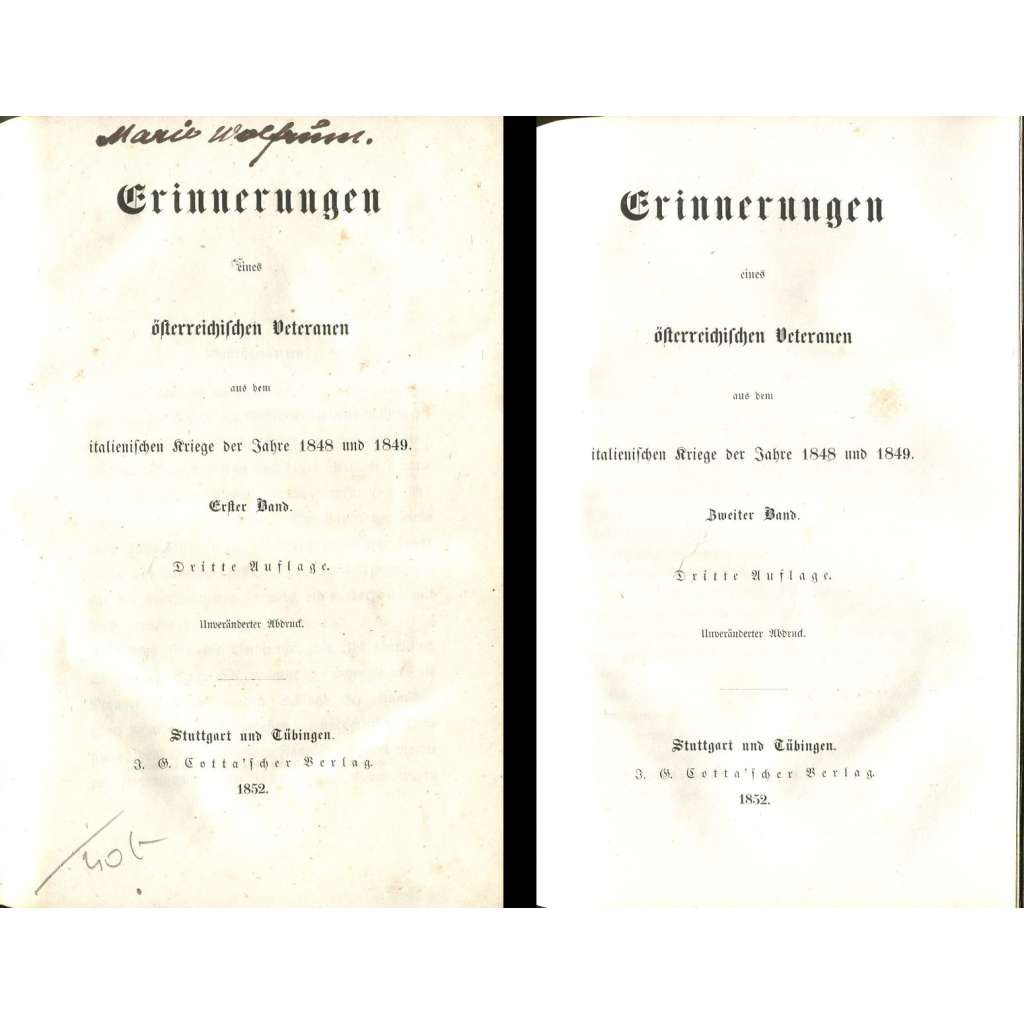 Marie Wolfrum.
Erinnerungen
eines
österreichischen Veteranen
aus dem
italienischen Kriege der Jahre 1848 und 1849.
Erster Band.
Dritte Auflage.
Unveränderter Abdruck.
Stuttgart und Tübingen.
J. G. Cotta'scher Verlag.
1852.
Erinnerungen
eines
österreichischen Veteranen
aus dem
italienischen Kriege der Jahre 1848 und 1849.
Zweiter Band.
Dritte Auflage.
Unveränderter Abdruck.
Stuttgart und Tübingen.
J. G. Cotta'scher Verlag.
1852.